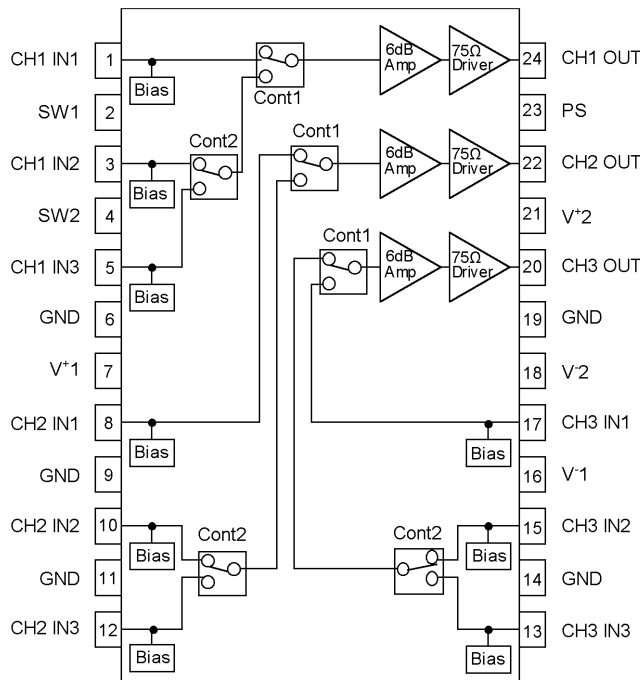 CH1 IN1 1 Bias Cont1 6dB Amp 75Ω Driver 24 CH1 OUT
SW1 2 23 PS
CH1 IN2 3 Bias Cont2 Cont1 6dB Amp 75Ω Driver 22 CH2 OUT
SW2 4 21 V+2
CH1 IN3 5 Bias Cont1 6dB Amp 75Ω Driver 20 CH3 OUT
GND 6 19 GND
V+1 7 18 V-2
CH2 IN1 8 Bias Bias 17 CH3 IN1
GND 9 16 V-1
CH2 IN2 10 Bias Cont2 Cont2 Bias 15 CH3 IN2
GND 11 14 GND
CH2 IN3 12 Bias Bias 13 CH3 IN3